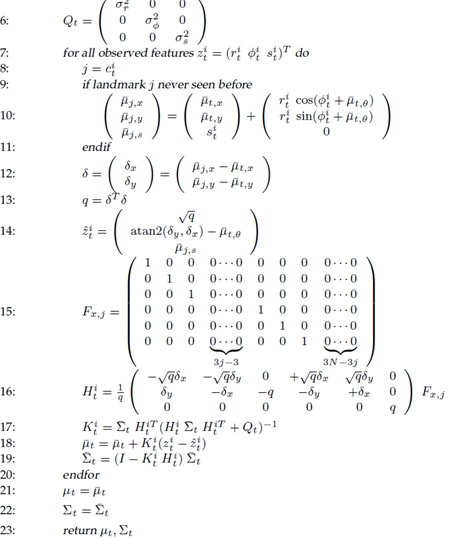 6: Q_t = ( σ_r^2 0 0 ; 0 σ_ϕ^2 0 ; 0 0 σ_s^2 )
7: for all observed features z_t^i = (r_t^i ϕ_t^i s_t^i)^T do
8: j = c_t^i
9: if landmark j never seen before
10: ( μ̄_{j,x} ; μ̄_{j,y} ; μ̄_{j,s} ) = ( μ̄_{t,x} ; μ̄_{t,y} ; s_t^i ) + ( r_t^i cos(ϕ_t^i + μ̄_{t,θ}) ; r_t^i sin(ϕ_t^i + μ̄_{t,θ}) ; 0 )
11: endif
12: δ = ( δ_x ; δ_y ) = ( μ̄_{j,x} − μ̄_{t,x} ; μ̄_{j,y} − μ̄_{t,y} )
13: q = δ^T δ
14: ẑ_t^i = ( √q ; atan2(δ_y, δ_x) − μ̄_{t,θ} ; μ̄_{j,s} )
15: F_{x,j} = ( 1 0 0 0···0 0 0 0 0···0 ; 0 1 0 0···0 0 0 0 0···0 ; 0 0 1 0···0 0 0 0 0···0 ; 0 0 0 0···0 1 0 0 0···0 ; 0 0 0 0···0 0 1 0 0···0 ; 0 0 0 0···0 0 0 1 0···0 )
3j−3 3N−3j
16: H_t^i = 1/q ( −√q δ_x −√q δ_y 0 +√q δ_x √q δ_y 0 ; δ_y −δ_x −q −δ_y +δ_x 0 ; 0 0 0 0 0 q ) F_{x,j}
17: K_t^i = Σ̄_t H_t^{iT} (H_t^i Σ̄_t H_t^{iT} + Q_t)^{−1}
18: μ̄_t = μ̄_t + K_t^i (z_t^i − ẑ_t^i)
19: Σ̄_t = (I − K_t^i H_t^i) Σ̄_t
20: endfor
21: μ_t = μ̄_t
22: Σ_t = Σ̄_t
23: return μ_t, Σ_t